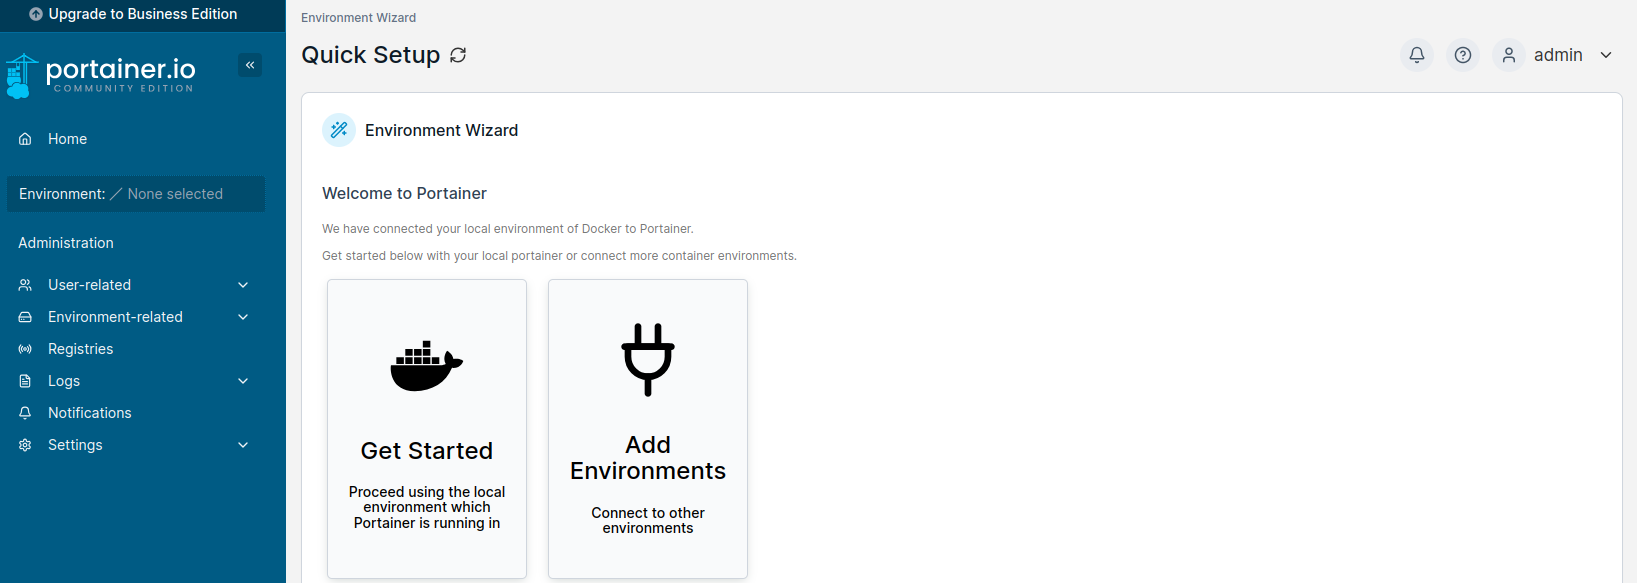 Upgrade to Business Edition
portainer.io
COMMUNITY EDITION
Home
Environment: None selected
Administration
User-related
Environment-related
Registries
Logs
Notifications
Settings
Environment Wizard
Quick Setup
admin
Environment Wizard
Welcome to Portainer
We have connected your local environment of Docker to Portainer.
Get started below with your local portainer or connect more container environments.
Get Started
Proceed using the local
environment which
Portainer is running in
Add
Environments
Connect to other
environments